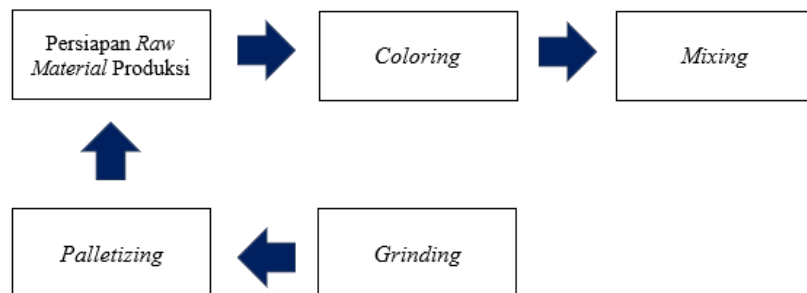 Persiapan Raw
Material Produksi
Coloring
Mixing
Palletizing
Grinding